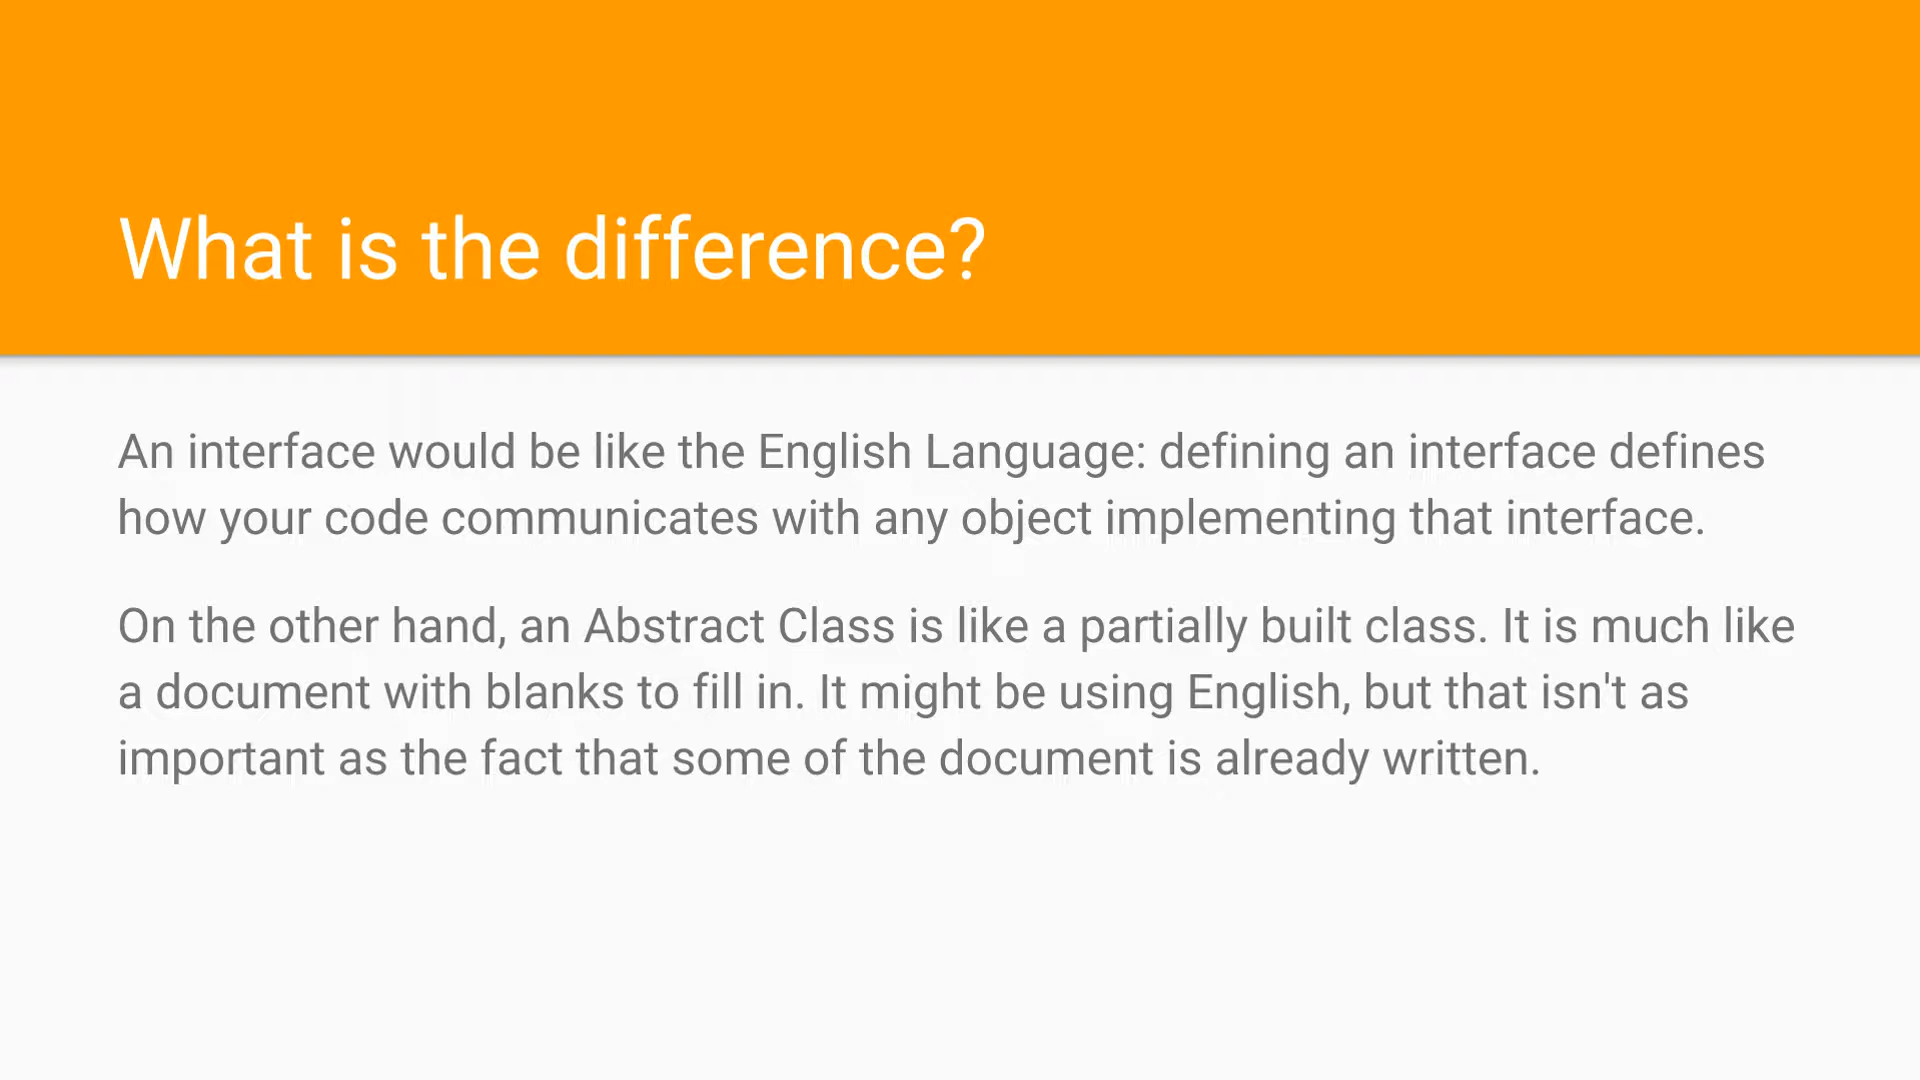 What is the difference?
An interface would be like the English Language: defining an interface defines
how your code communicates with any object implementing that interface.
On the other hand, an Abstract Class is like a partially built class. It is much like
a document with blanks to fill in. It might be using English, but that isn't as
important as the fact that some of the document is already written.